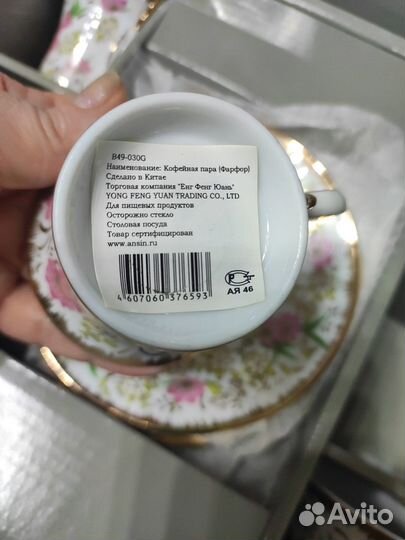 B49-030G
Наименование: Кофейная пара (Фарфор)
Сделано в Китае
Торговая компания "Енг Фенг Юань"
YONG FENG YUAN TRADING CO., LTD
Для пищевых продуктов
Осторожно стекло
Столовая посуда
Товар сертифицирован
www.ansin.ru
4 607060 376593
АЯ 46
Avito